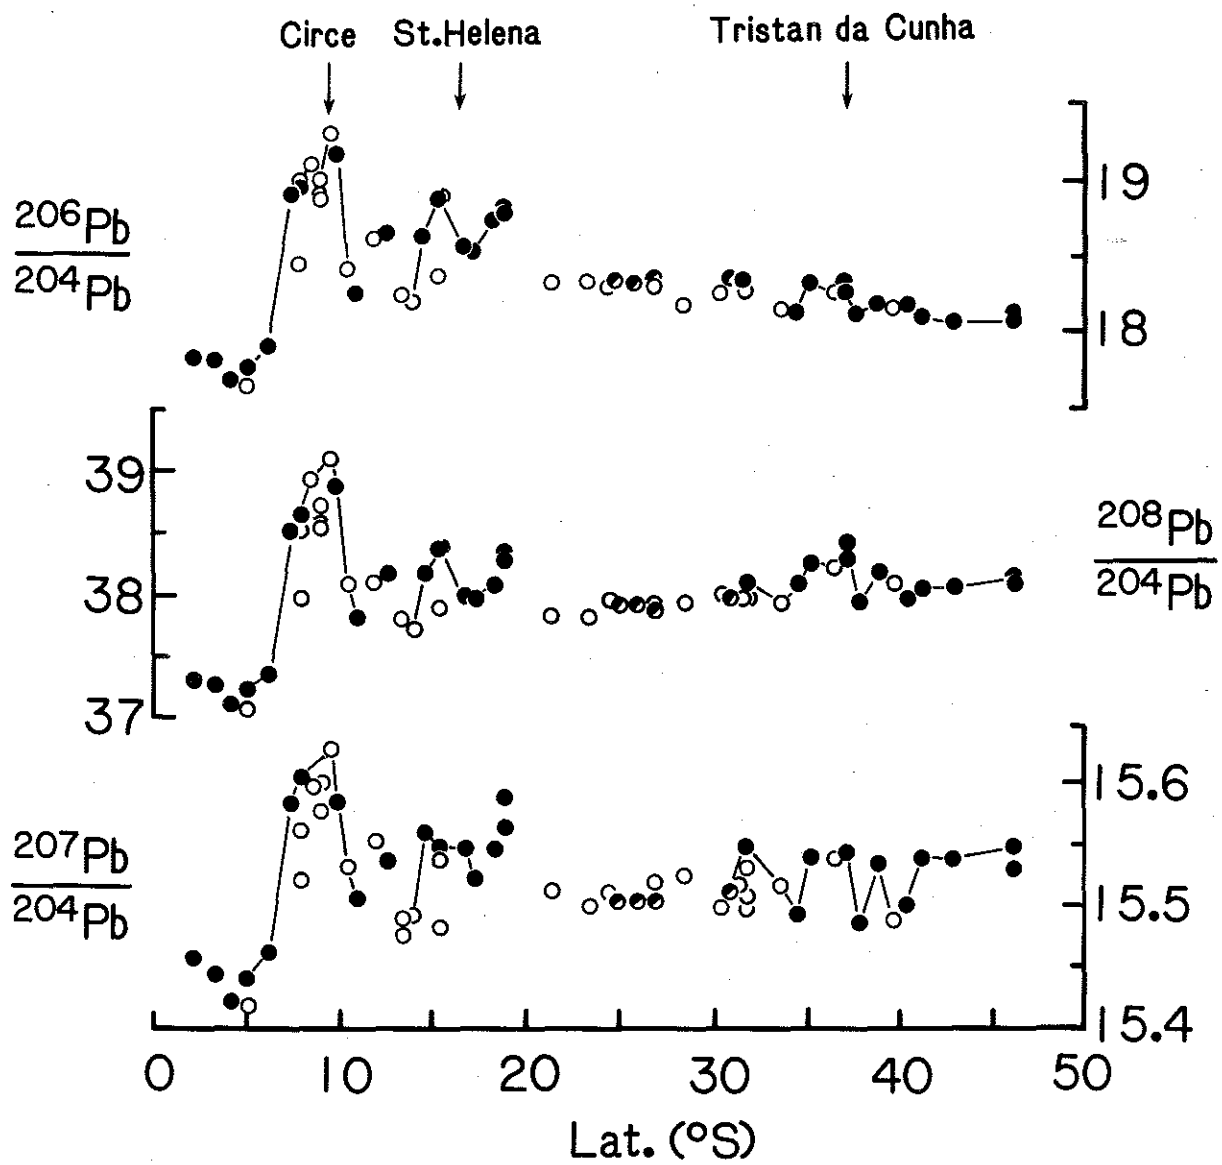 Circe St.Helena Tristan da Cunha
206Pb
204Pb
19
18
39
38
37
208Pb
204Pb
207Pb
204Pb
15.6
15.5
15.4
0 10 20 30 40 50
Lat. (°S)